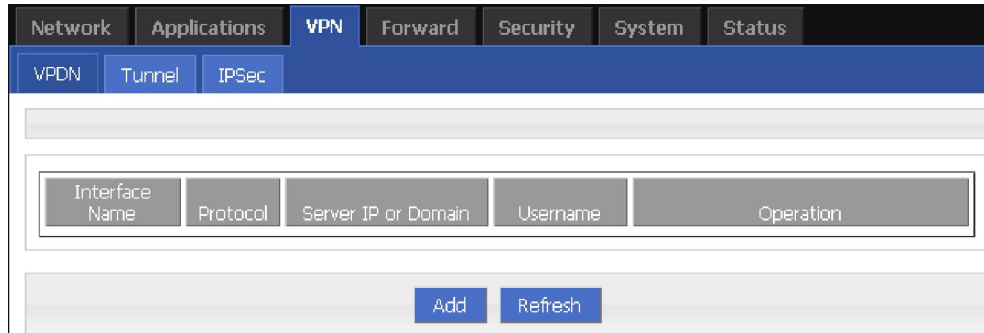 Network Applications VPN Forward Security System Status
VPDN Tunnel IPSec
Interface
Name Protocol Server IP or Domain Username Operation
Add Refresh